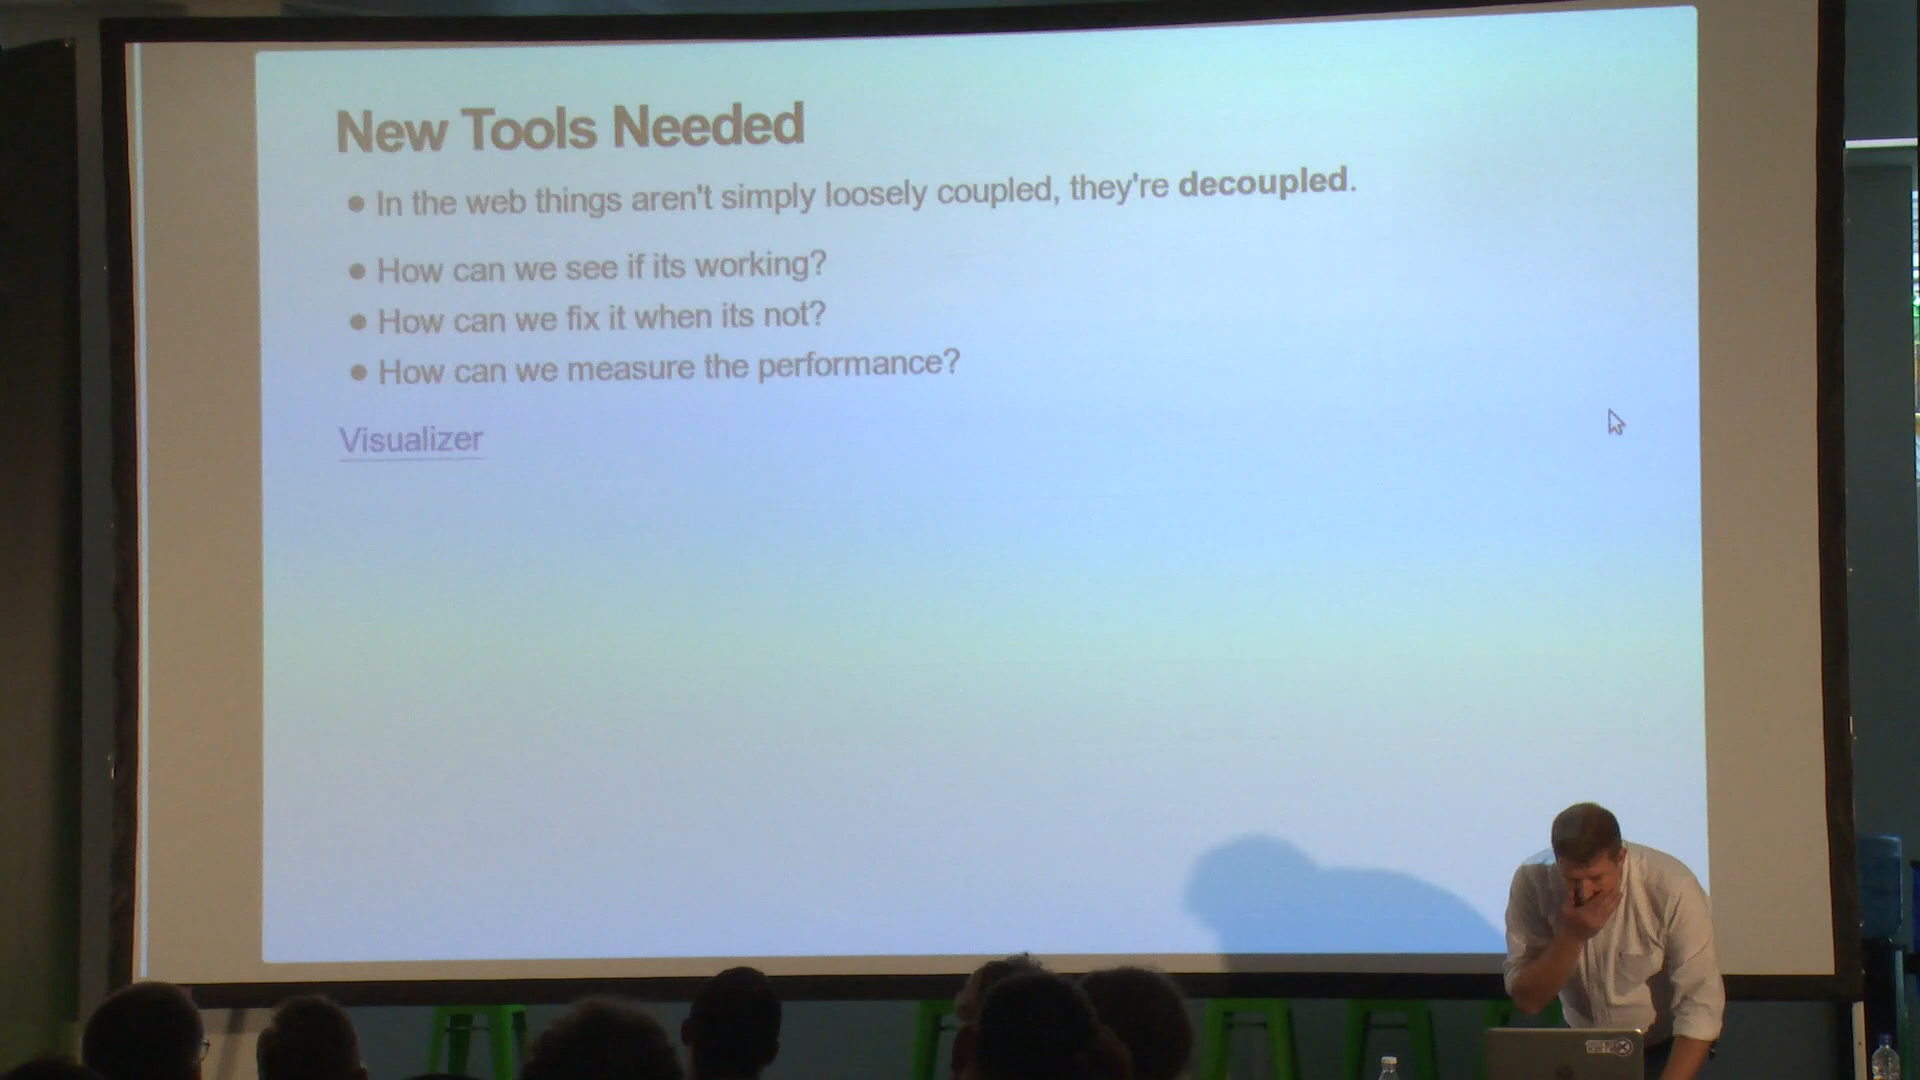 New Tools Needed
● In the web things aren't simply loosely coupled, they're decoupled.
● How can we see if its working?
● How can we fix it when its not?
● How can we measure the performance?
Visualizer